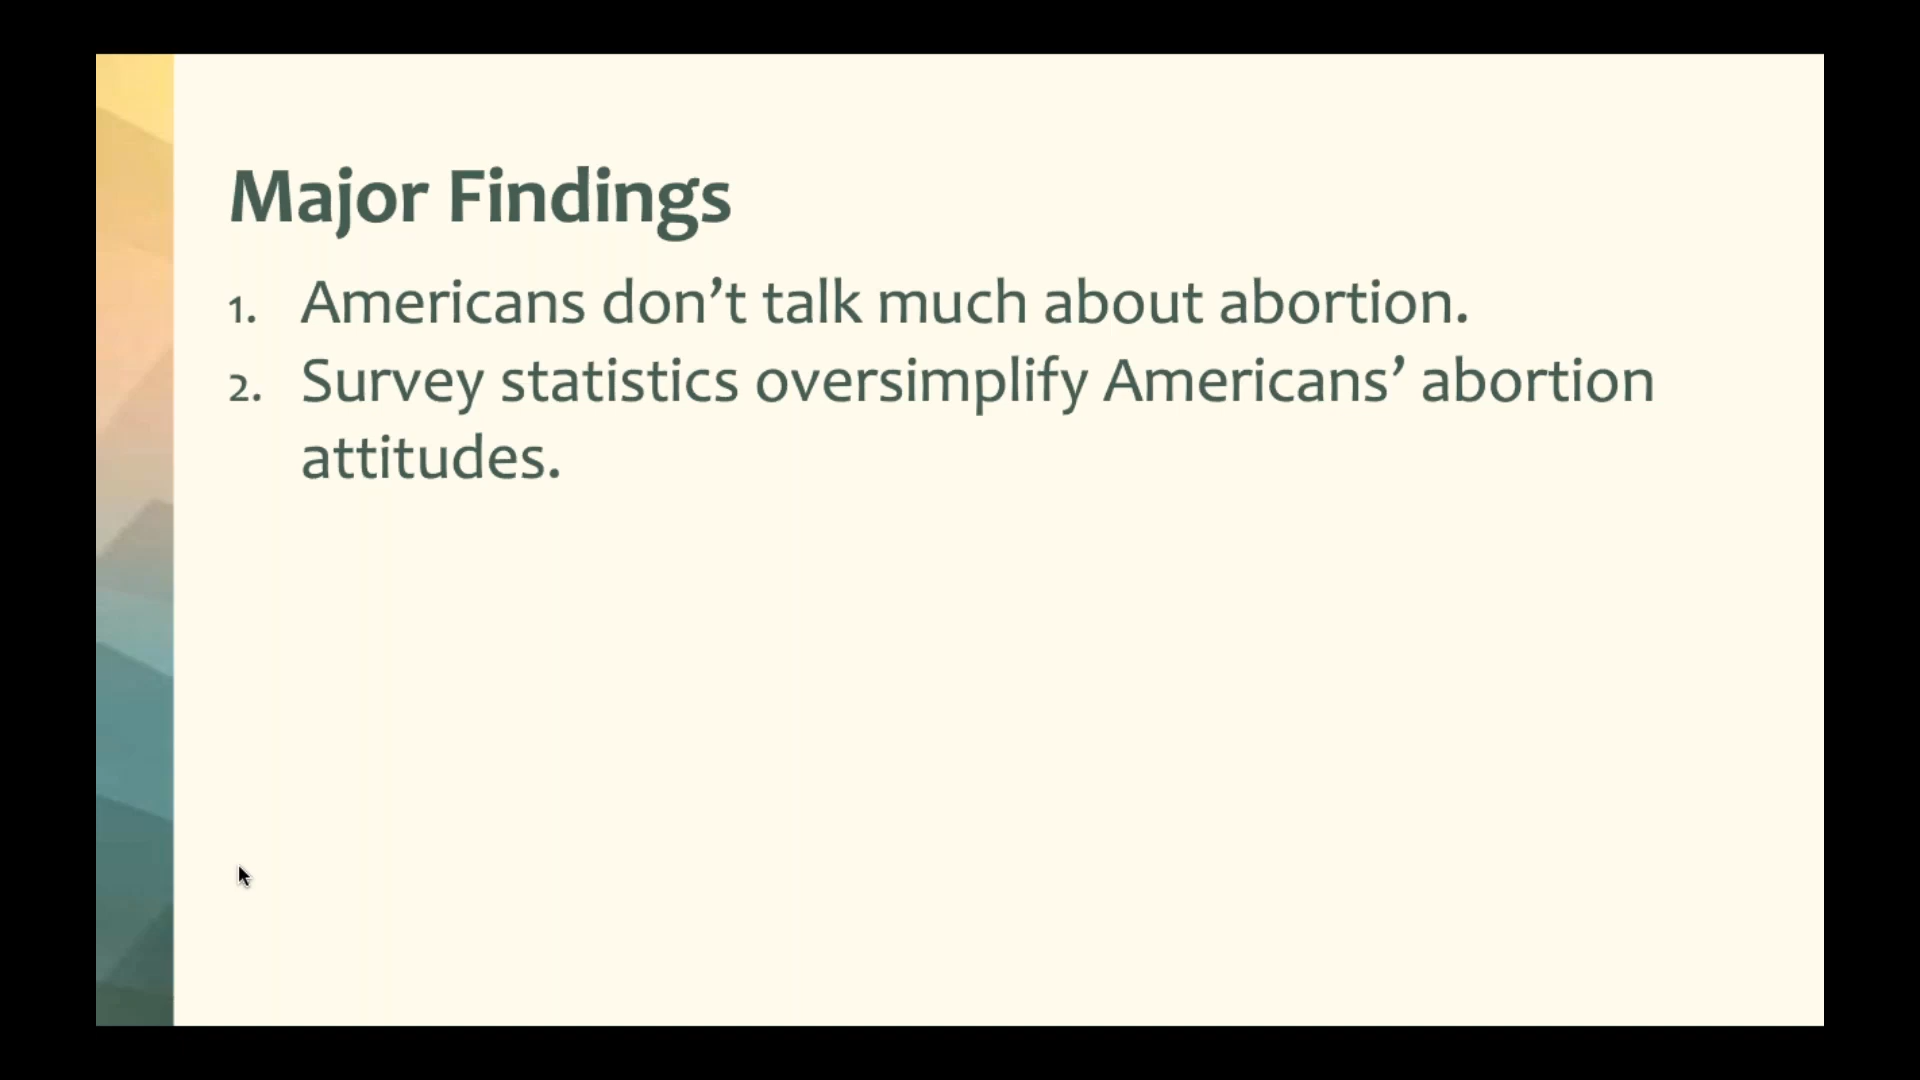 Major Findings
1. Americans don’t talk much about abortion.
2. Survey statistics oversimplify Americans’ abortion
attitudes.